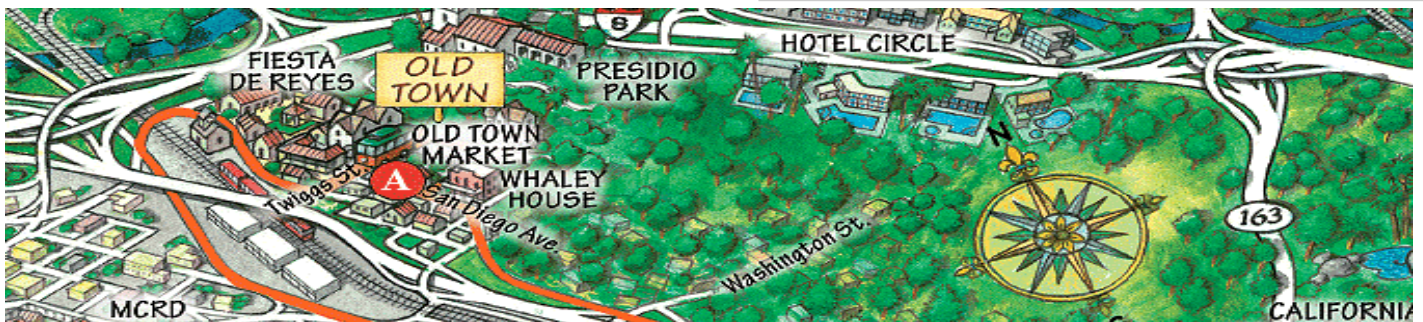 8
HOTEL CIRCLE
FIESTA
DE REYES
OLD
TOWN
PRESIDIO
PARK
OLD TOWN
MARKET
WHALEY
HOUSE
A
Twiggs St.
San Diego Ave.
Washington St.
N
163
MCRD
CALIFORNIA